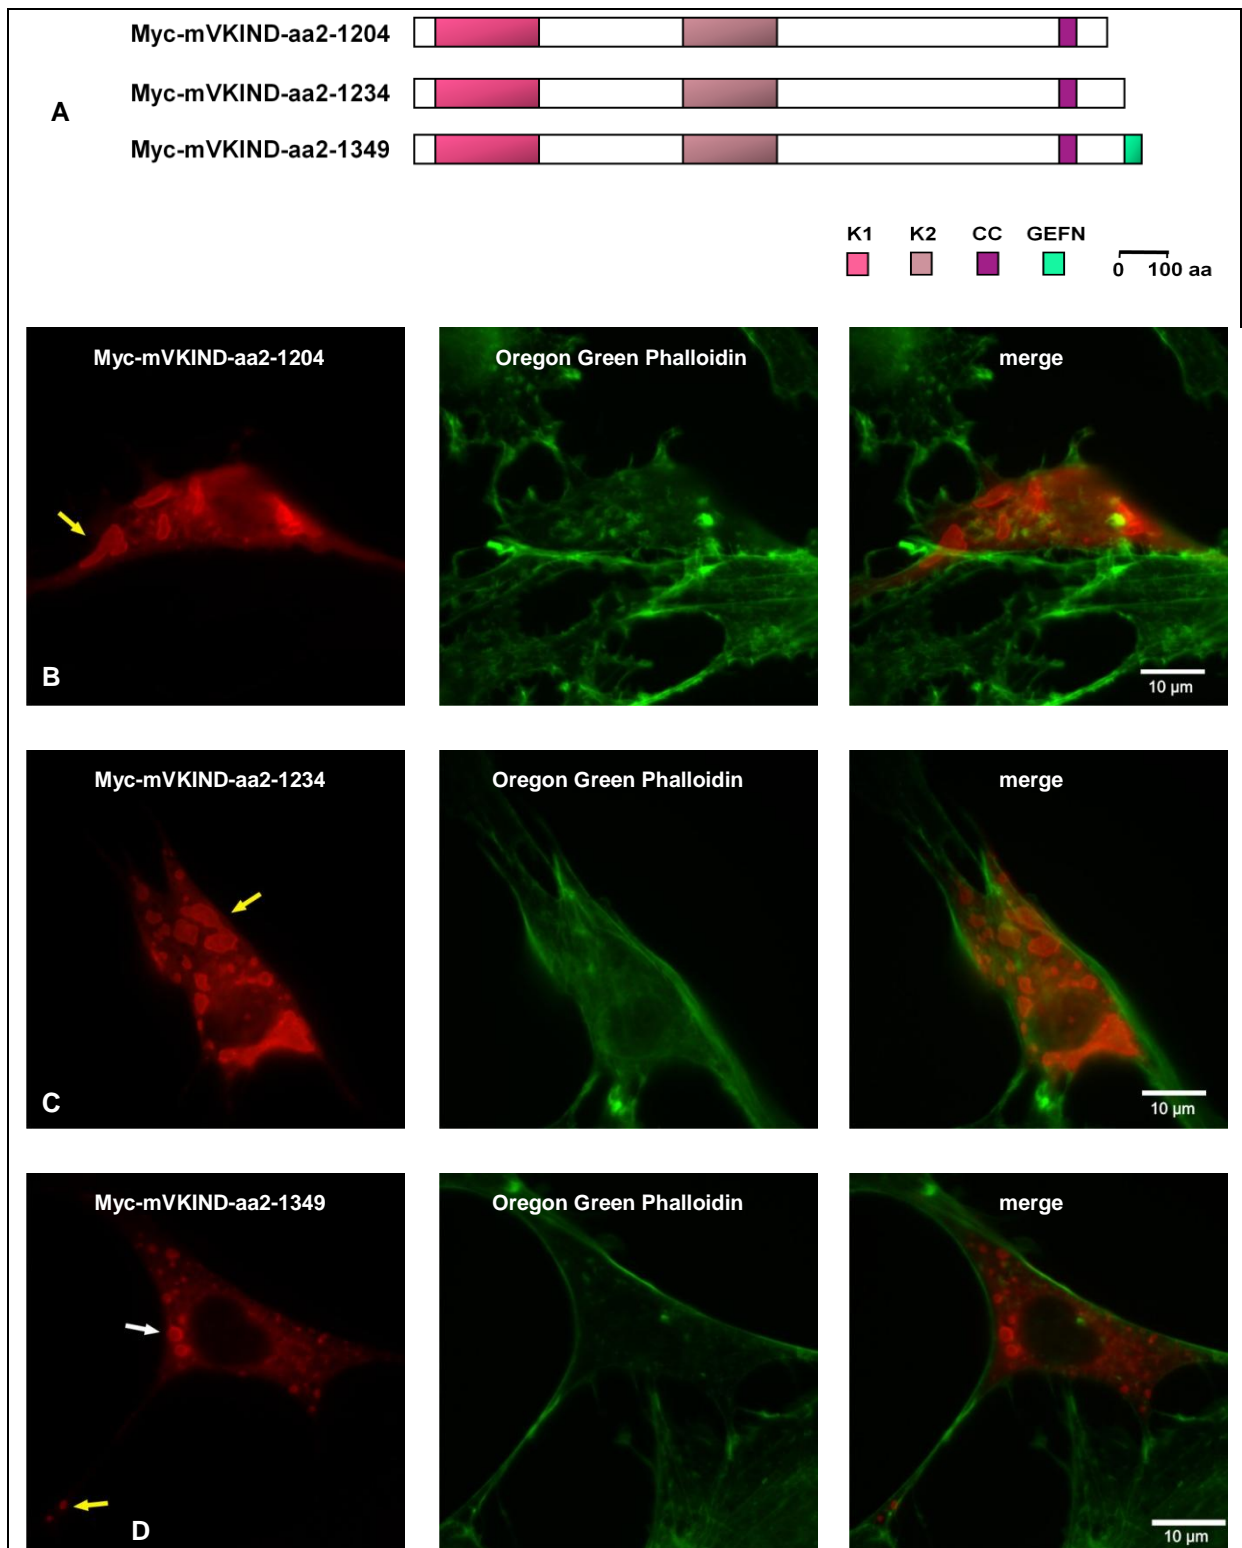 Myc-mVKIND-aa2-1204
Myc-mVKIND-aa2-1234
A
Myc-mVKIND-aa2-1349
K1 K2 CC GEFN
0 100 aa
Myc-mVKIND-aa2-1204 Oregon Green Phalloidin merge
B
10 µm
Myc-mVKIND-aa2-1234 Oregon Green Phalloidin merge
C
10 µm
Myc-mVKIND-aa2-1349 Oregon Green Phalloidin merge
D
10 µm